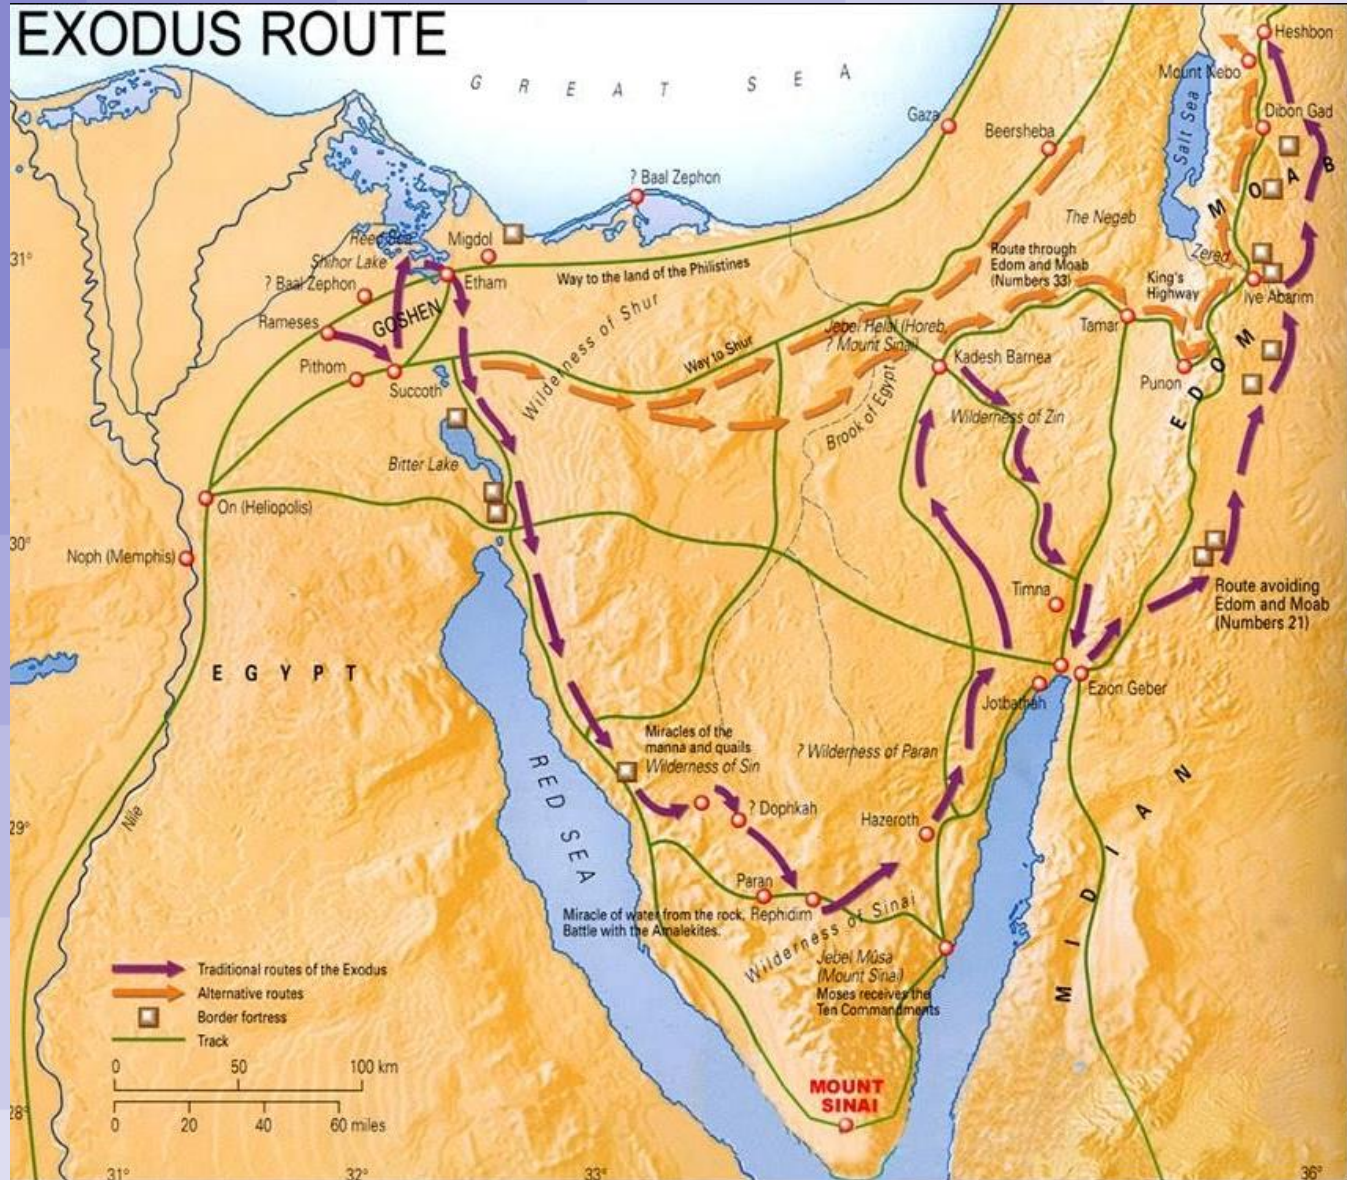 EXODUS ROUTE
GREAT SEA
Heshbon
Mount Nebo
Salt Sea
Dibon Gad
Gaza
Beersheba
MOAB
? Baal Zephon
The Negeb
Reed Sea
Migdol
31°
Shihor Lake
Way to the land of the Philistines
Route through
Edom and Moab
(Numbers 33)
Zered
King's
Highway
Iye Abarim
? Baal Zephon
Etham
Wilderness of Shur
Rameses
GOSHEN
Jebel Helal (Horeb,
? Mount Sinai)
Tamar
EDOM
Way to Shur
Kadesh Barnea
Pithom
Succoth
Punon
Brook of Egypt
Wilderness of Zin
Bitter Lake
On (Heliopolis)
30°
Noph (Memphis)
Timna
Route avoiding
Edom and Moab
(Numbers 21)
EGYPT
Jotbathah
Ezion Geber
RED SEA
Miracles of the
manna and quails
Wilderness of Sin
? Wilderness of Paran
MIDIAN
Nile
29°
? Dophkah
Hazeroth
Paran
Miracle of water from the rock, Rephidim
Battle with the Amalekites.
Wilderness of Sinai
Jebel Mûsa
(Mount Sinai)
Moses receives the
Ten Commandments
Traditional routes of the Exodus
Alternative routes
Border fortress
Track
0 50 100 km
0 20 40 60 miles
MOUNT
SINAI
28°
31° 32° 33° 36°